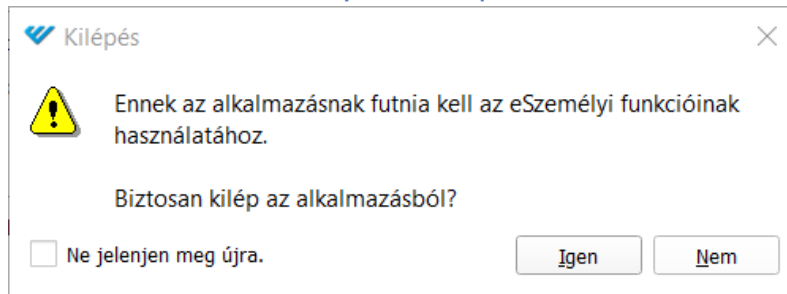 Kilépés
Ennek az alkalmazásnak futnia kell az eSzemélyi funkcióinak
használatához.
Biztosan kilép az alkalmazásból?
Ne jelenjen meg újra.
Igen
Nem